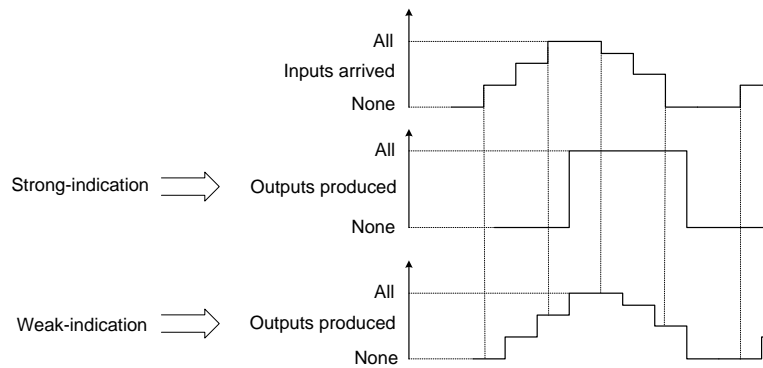 All
Inputs arrived
None
All
Strong-indication
Outputs produced
None
All
Weak-indication
Outputs produced
None